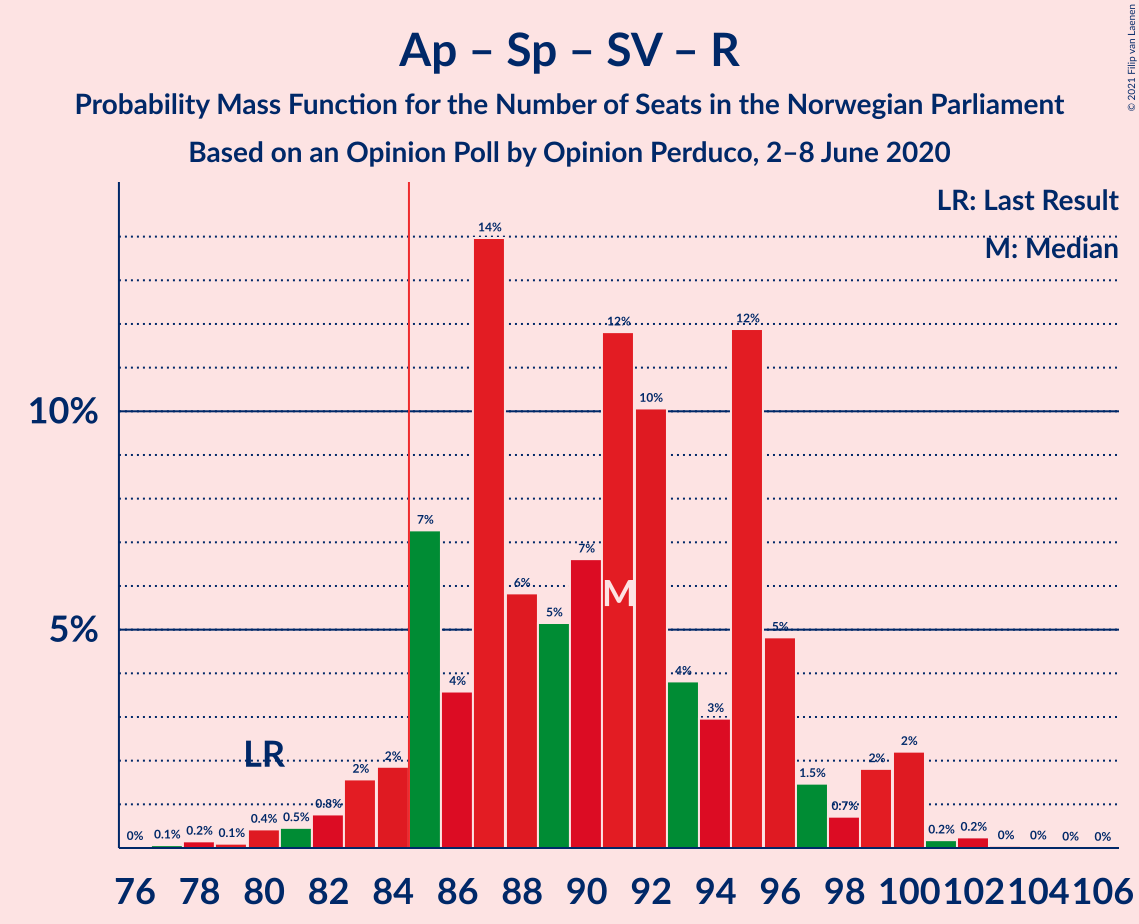 Ap – Sp – SV – R
Probability Mass Function for the Number of Seats in the Norwegian Parliament
Based on an Opinion Poll by Opinion Perduco, 2–8 June 2020
© 2021 Filip van Laenen
LR: Last Result
M: Median
10%
5%
LR
M
0% 0.1% 0.2% 0.1% 0.4% 0.5% 0.8% 2% 2% 7% 4% 14% 6% 5% 7% 12% 10% 4% 3% 12% 5% 1.5% 0.7% 2% 2% 0.2% 0.2% 0% 0% 0% 0%
76 78 80 82 84 86 88 90 92 94 96 98 100 102 104 106